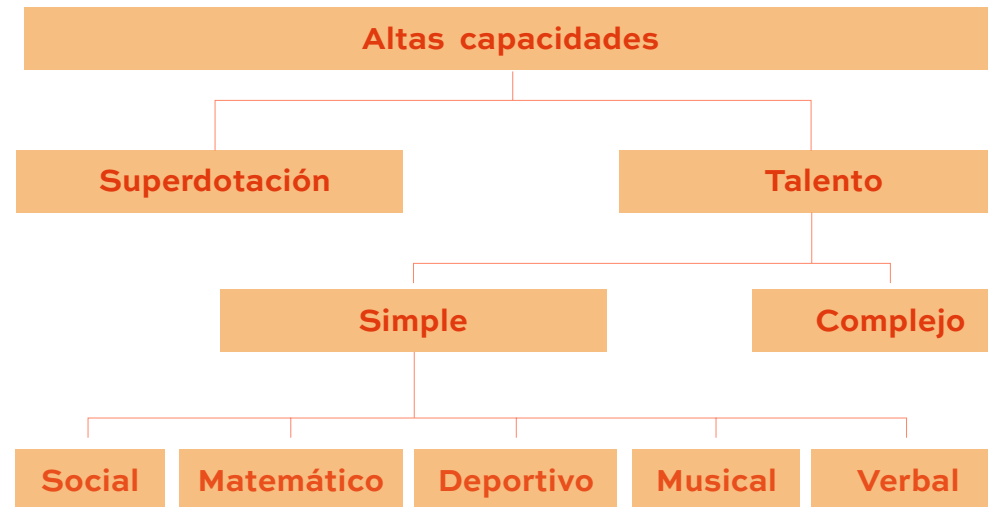 Altas capacidades
Superdotación
Talento
Simple
Complejo
Social
Matemático
Deportivo
Musical
Verbal